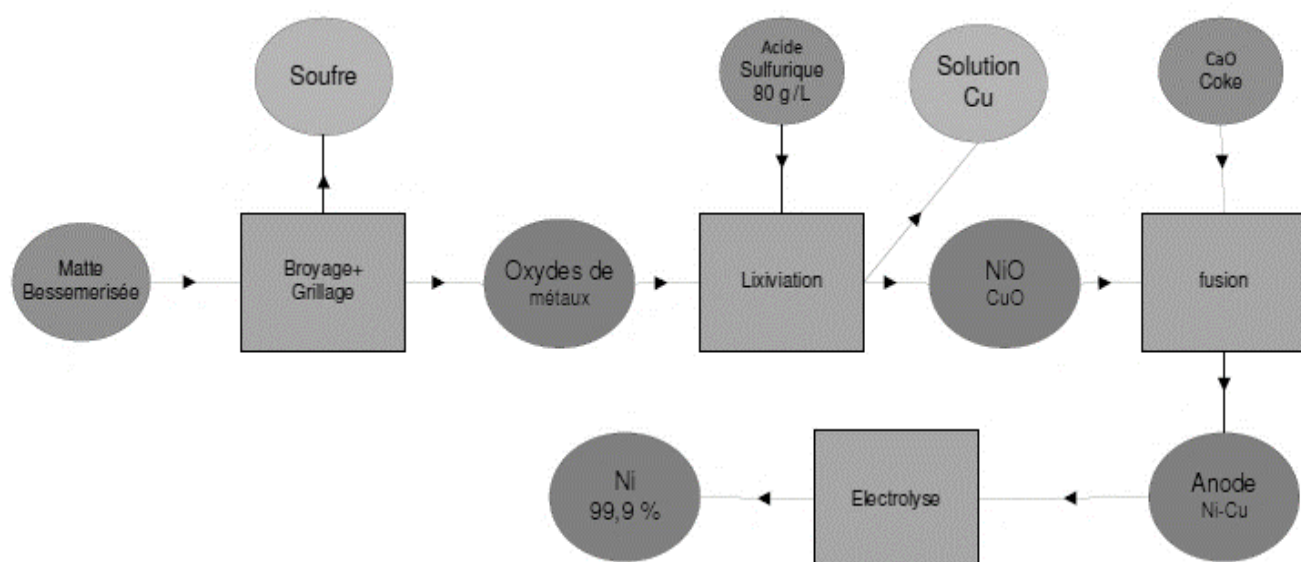 Soufre
Acide
Sulfurique
80 g/L
Solution
Cu
CaO
Coke
Matte
Bessemerisée
Broyage+
Grillage
Oxydes de
métaux
Lixiviation
NiO
CuO
fusion
Ni
99,9 %
Electrolyse
Anode
Ni-Cu